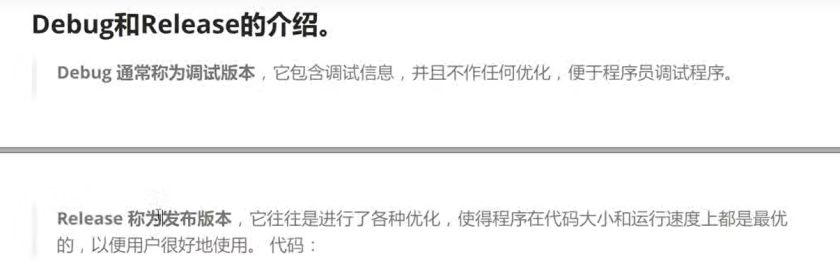 Debug和Release的介绍。
Debug 通常称为调试版本，它包含调试信息，并且不作任何优化，便于程序员调试程序。
Release 称为发布版本，它往往是进行了各种优化，使得程序在代码大小和运行速度上都是最优
的，以便用户很好地使用。 代码：